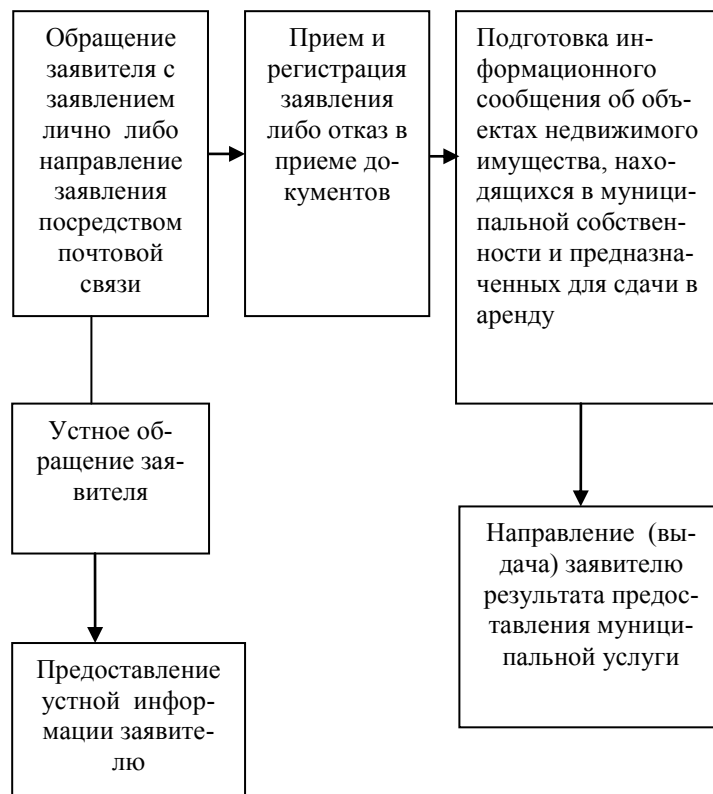 Обращение
заявителя с
заявлением
лично либо
направление
заявления
посредством
почтовой
связи
Прием и
регистрация
заявления
либо отказ в
приеме до-
кументов
Подготовка ин-
формационного
сообщения об объ-
ектах недвижимого
имущества, нахо-
дящихся в муници-
пальной собствен-
ности и предназна-
ченных для сдачи в
аренду
Устное об-
ращение зая-
вителя
Направление (вы-
дача) заявителю
результата предос-
тавления муници-
пальной услуги
Предоставление
устной инфор-
мации заявите-
лю